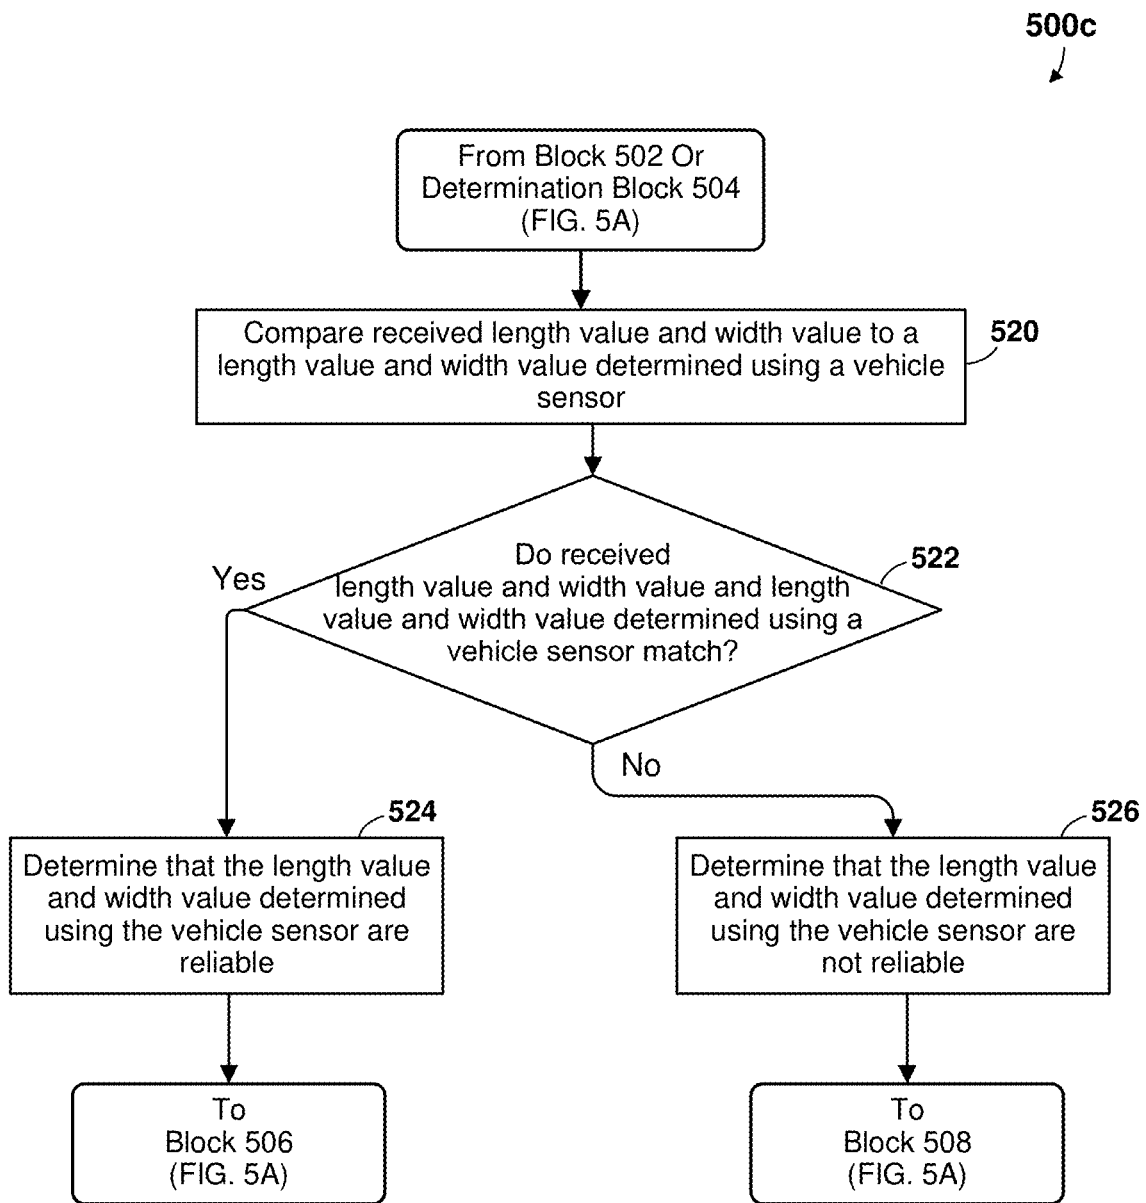 500c
From Block 502 Or
Determination Block 504
(FIG. 5A)
Compare received length value and width value to a
length value and width value determined using a vehicle
sensor
520
Do received
length value and width value and length
value and width value determined using a
vehicle sensor match?
522
Yes
No
524
Determine that the length value
and width value determined
using the vehicle sensor are
reliable
526
Determine that the length value
and width value determined
using the vehicle sensor are
not reliable
To
Block 506
(FIG. 5A)
To
Block 508
(FIG. 5A)